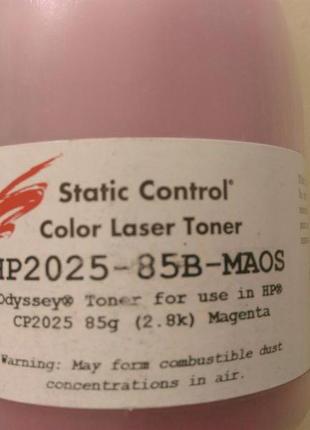 Static Control®
Color Laser Toner
HP2025-85B-MAOS
Odyssey® Toner for use in HP®
CP2025 85g (2.8k) Magenta
Warning: May form combustible dust
concentrations in air.